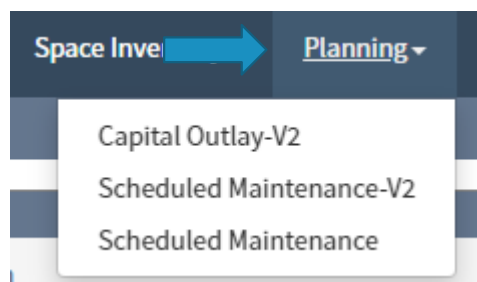 Space Inve Planning
Capital Outlay-V2
Scheduled Maintenance-V2
Scheduled Maintenance